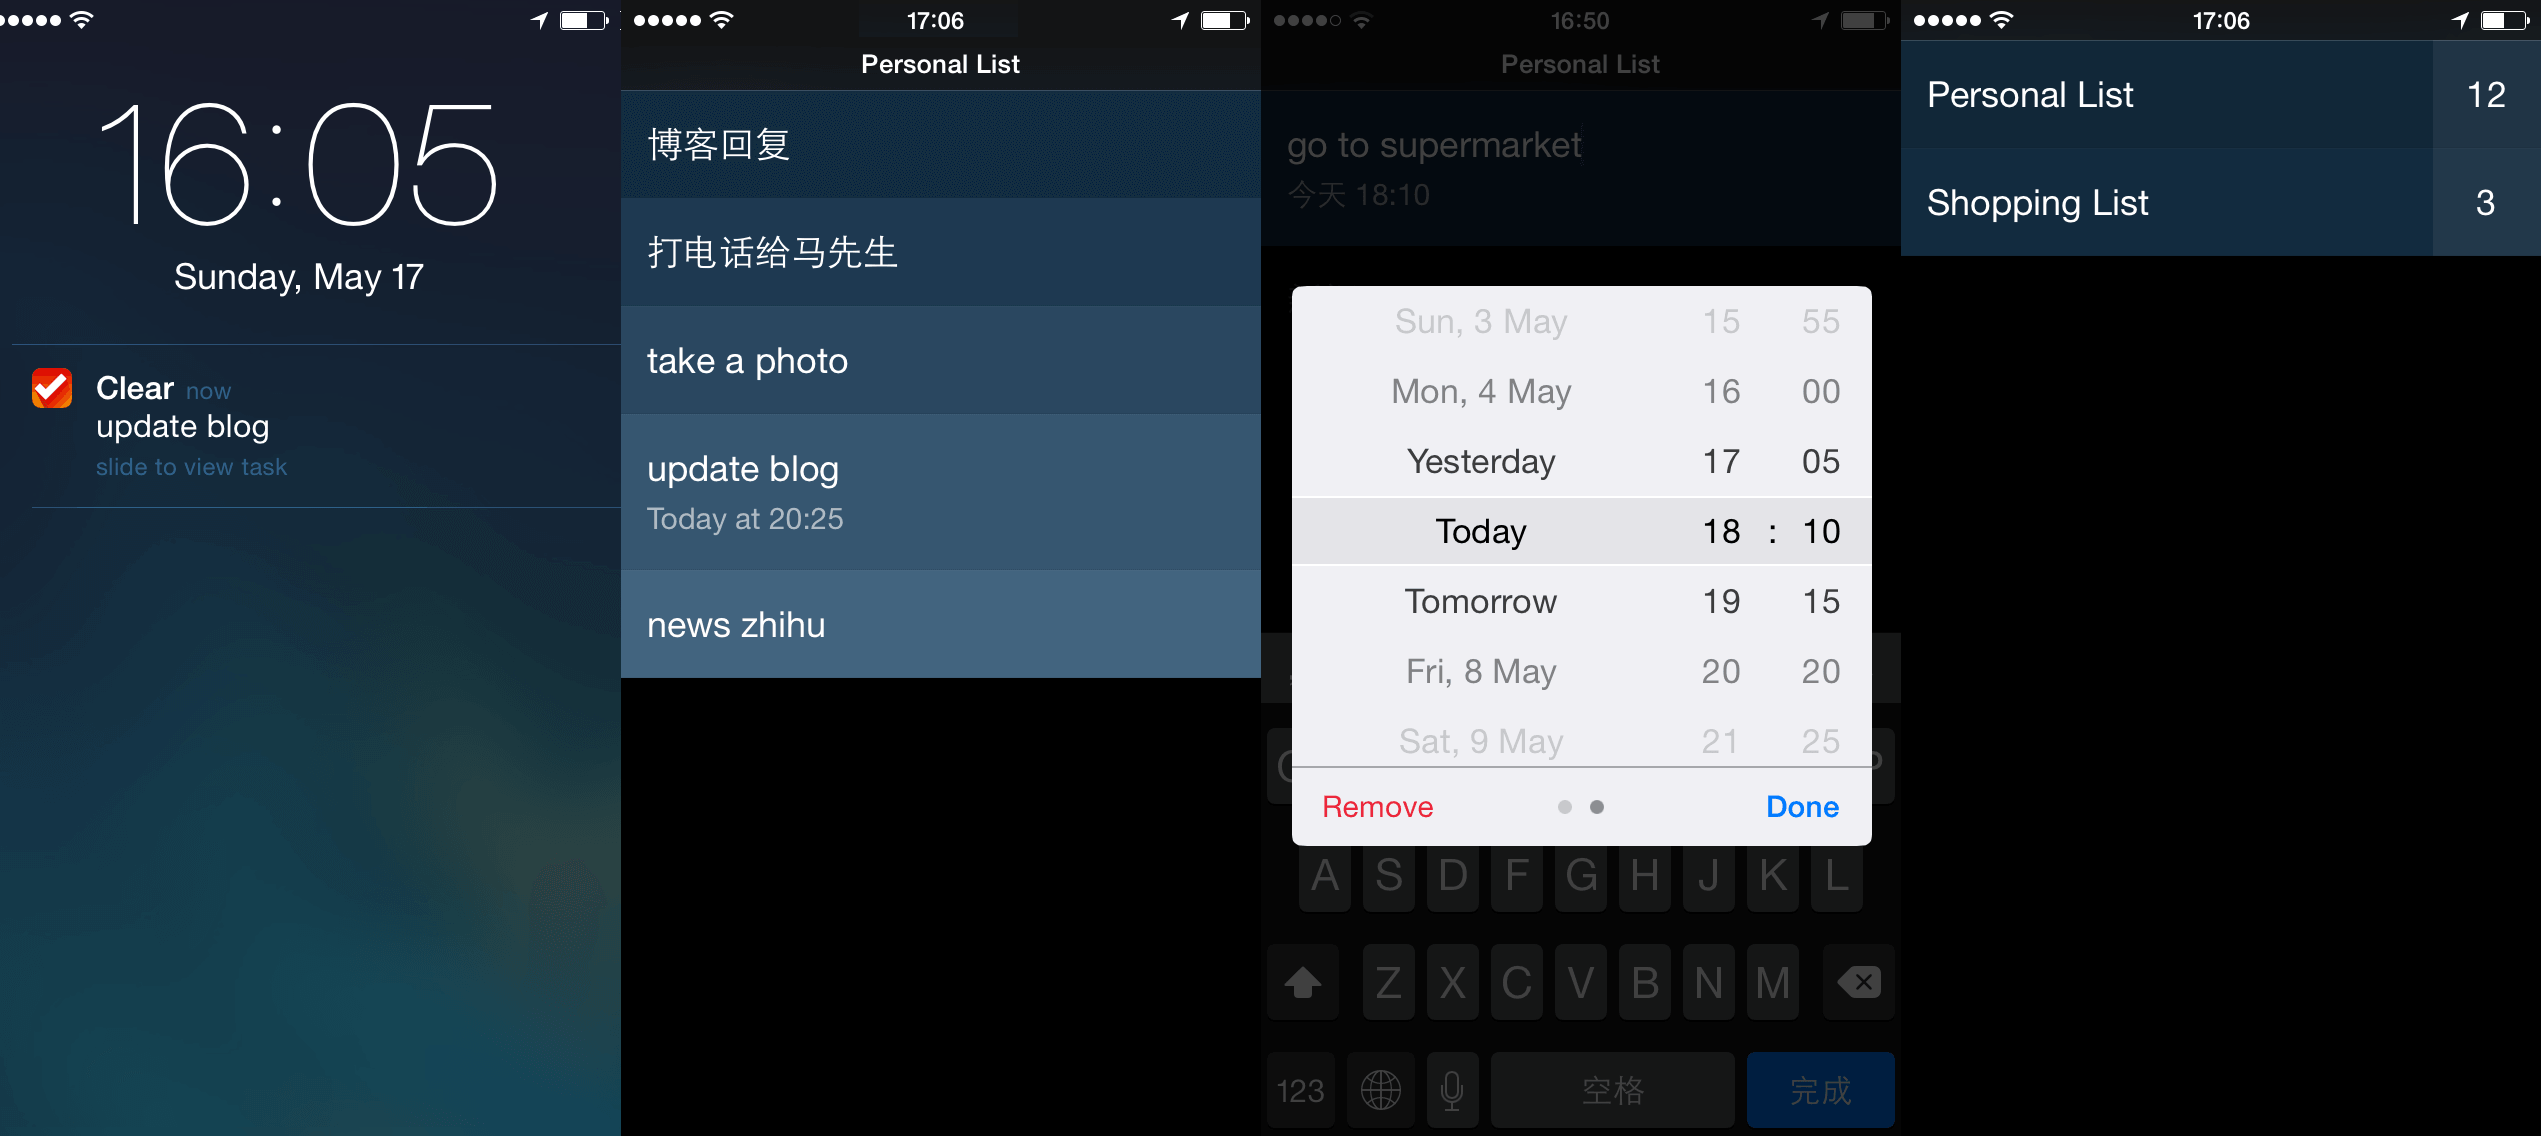 16:05
Sunday, May 17
Clear now
update blog
slide to view task
17:06
Personal List
博客回复
打电话给马先生
take a photo
update blog
Today at 20:25
news zhihu
16:50
Personal List
go to supermarket
今天 18:10
Sun, 3 May 15 55
Mon, 4 May 16 00
Yesterday 17 05
Today 18 : 10
Tomorrow 19 15
Fri, 8 May 20 20
Sat, 9 May 21 25
Remove Done
A S D F G H J K L
Z X C V B N M
123 空格 完成
17:06
Personal List 12
Shopping List 3